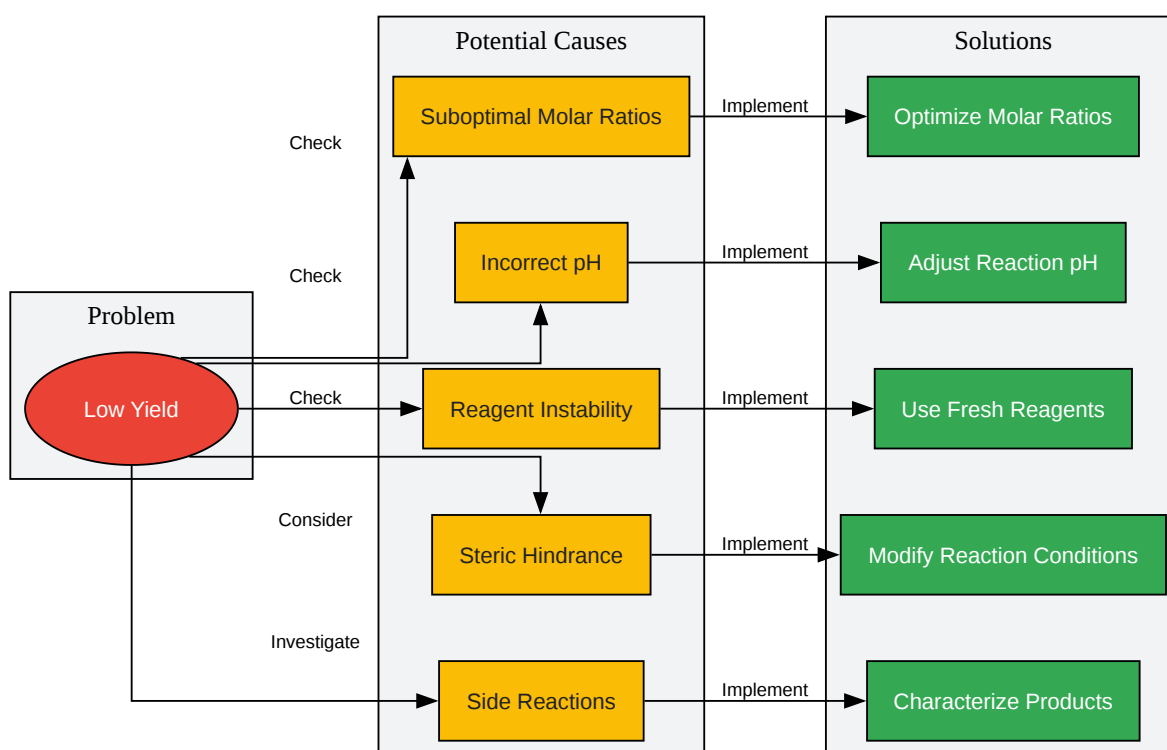 Potential Causes
Solutions
Suboptimal Molar Ratios
Implement
Optimize Molar Ratios
Check
Incorrect pH
Implement
Adjust Reaction pH
Check
Problem
Low Yield
Check
Reagent Instability
Implement
Use Fresh Reagents
Consider
Steric Hindrance
Implement
Modify Reaction Conditions
Investigate
Side Reactions
Implement
Characterize Products